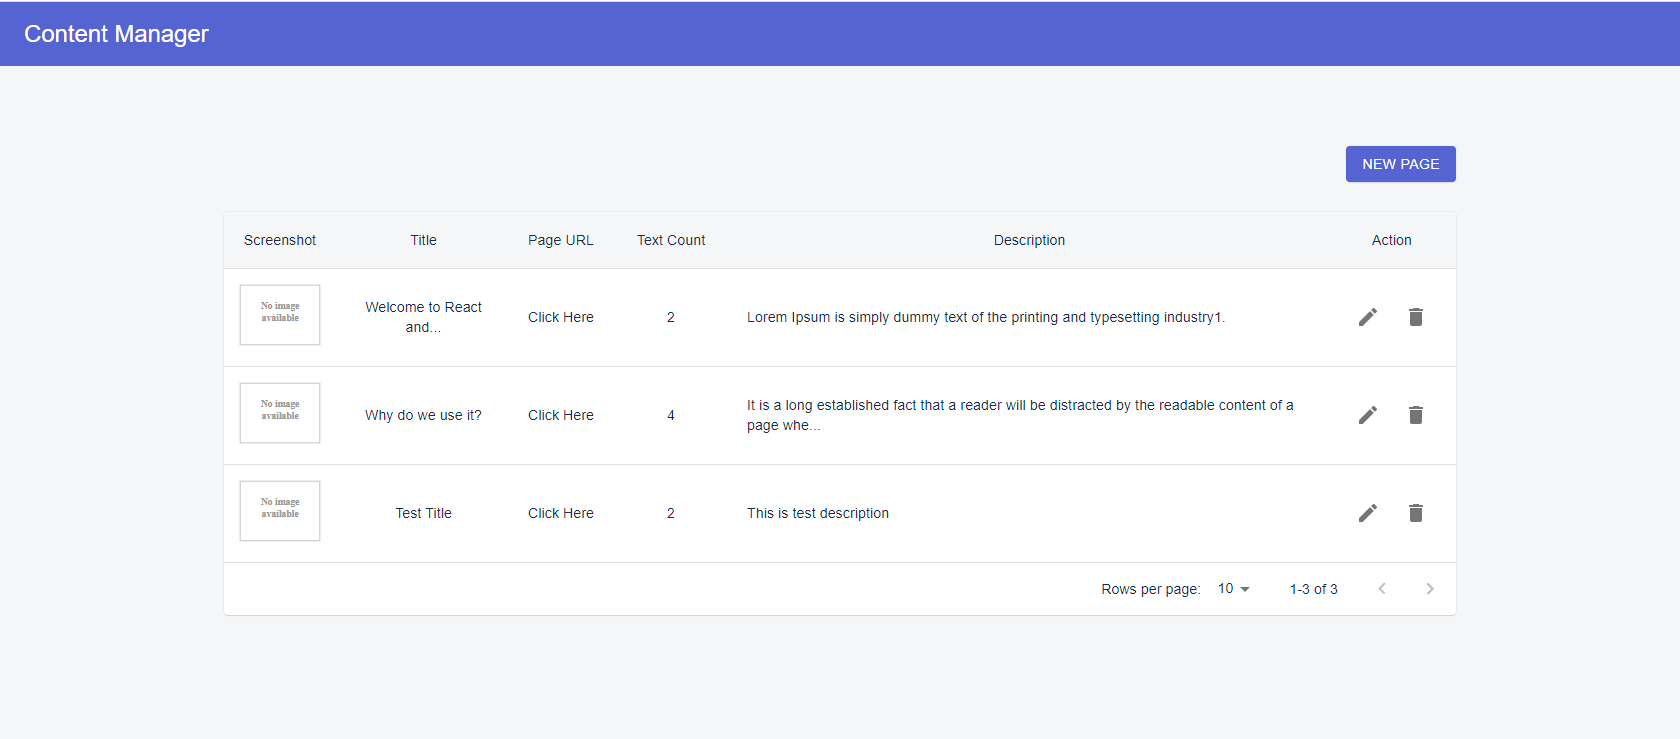 Content Manager
NEW PAGE
Screenshot Title Page URL Text Count Description Action
No image
available
Welcome to React
and...
Click Here
2
Lorem Ipsum is simply dummy text of the printing and typesetting industry1.
No image
available
Why do we use it?
Click Here
4
It is a long established fact that a reader will be distracted by the readable content of a
page whe...
No image
available
Test Title
Click Here
2
This is test description
Rows per page: 10 1-3 of 3